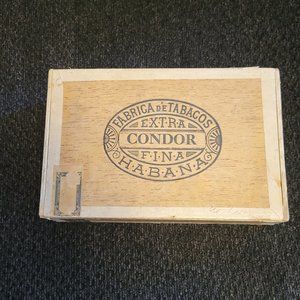 FABRICA DE TABACOS
EXTRA
CONDOR
FINA
HABANA